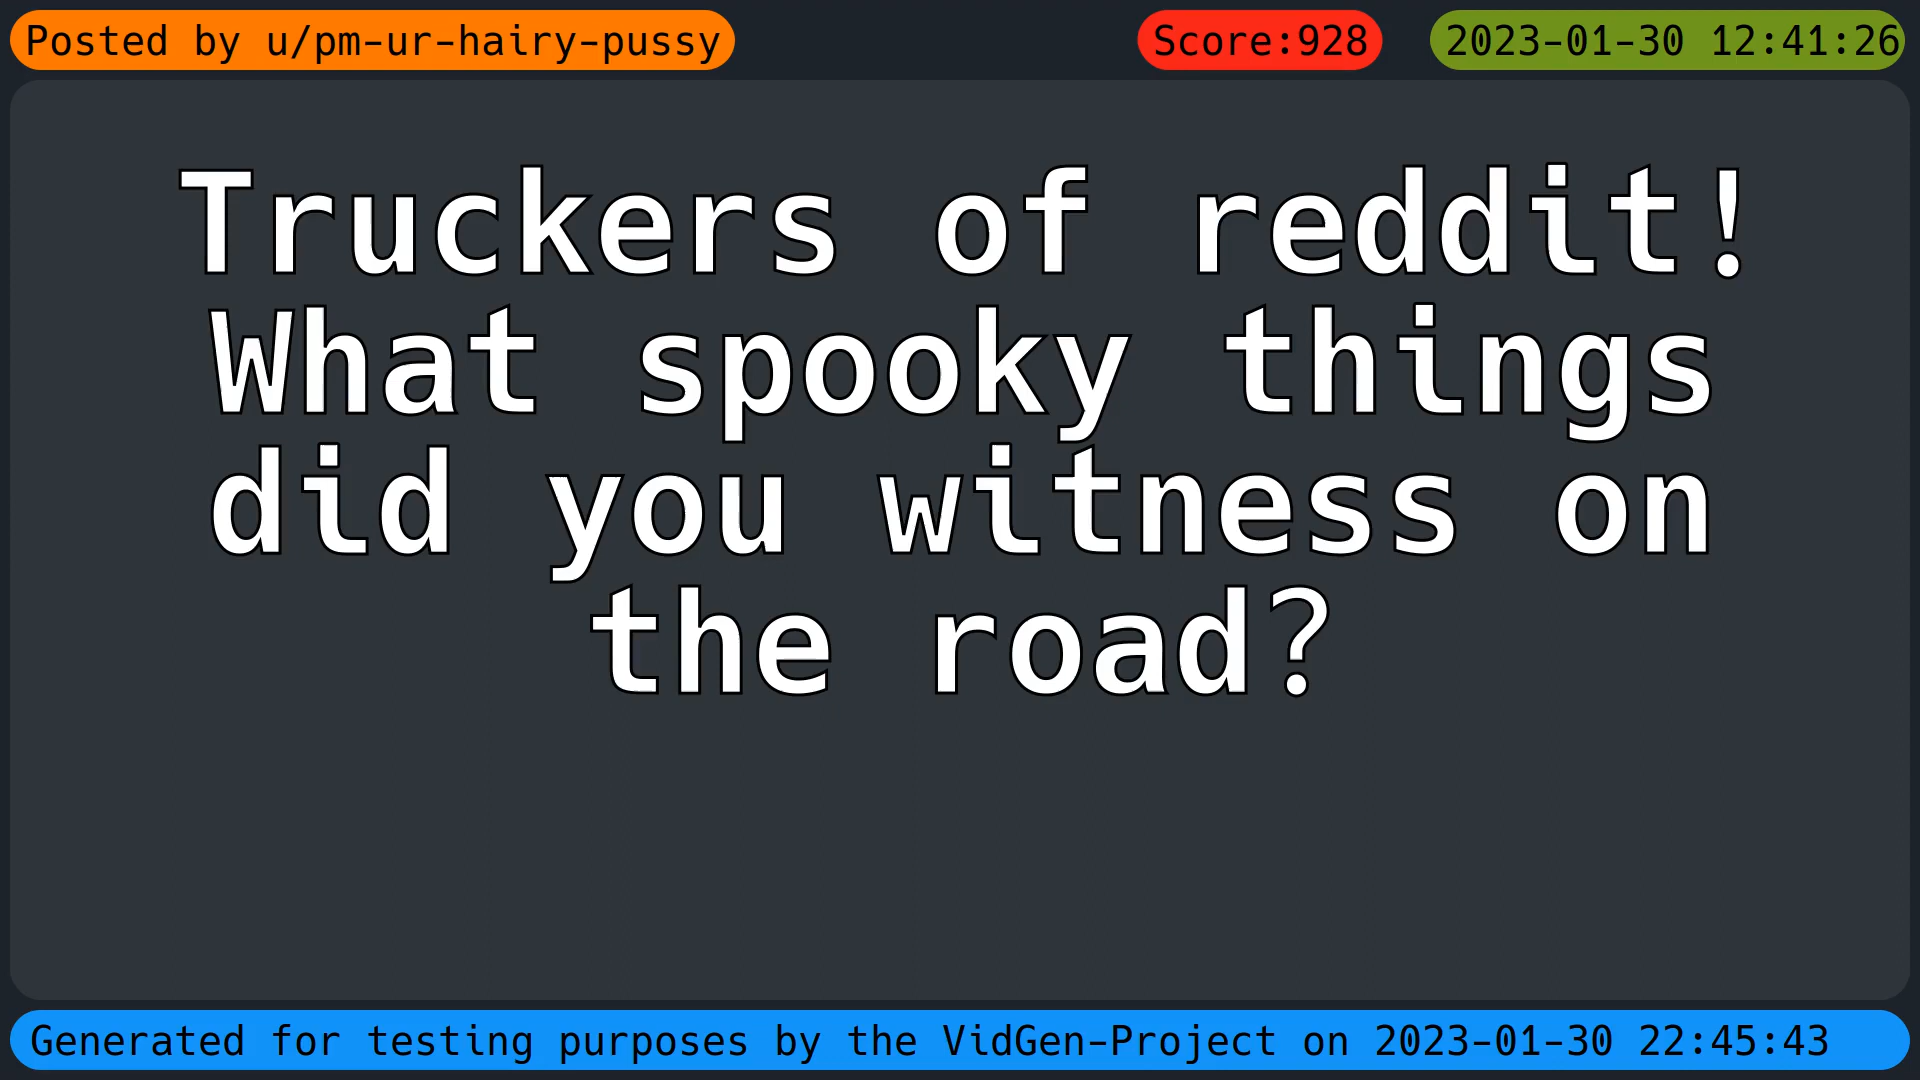 Posted by u/pm-ur-hairy-pussy
Score:928
2023-01-30 12:41:26
Truckers of reddit!
What spooky things
did you witness on
the road?
Generated for testing purposes by the VidGen-Project on 2023-01-30 22:45:43